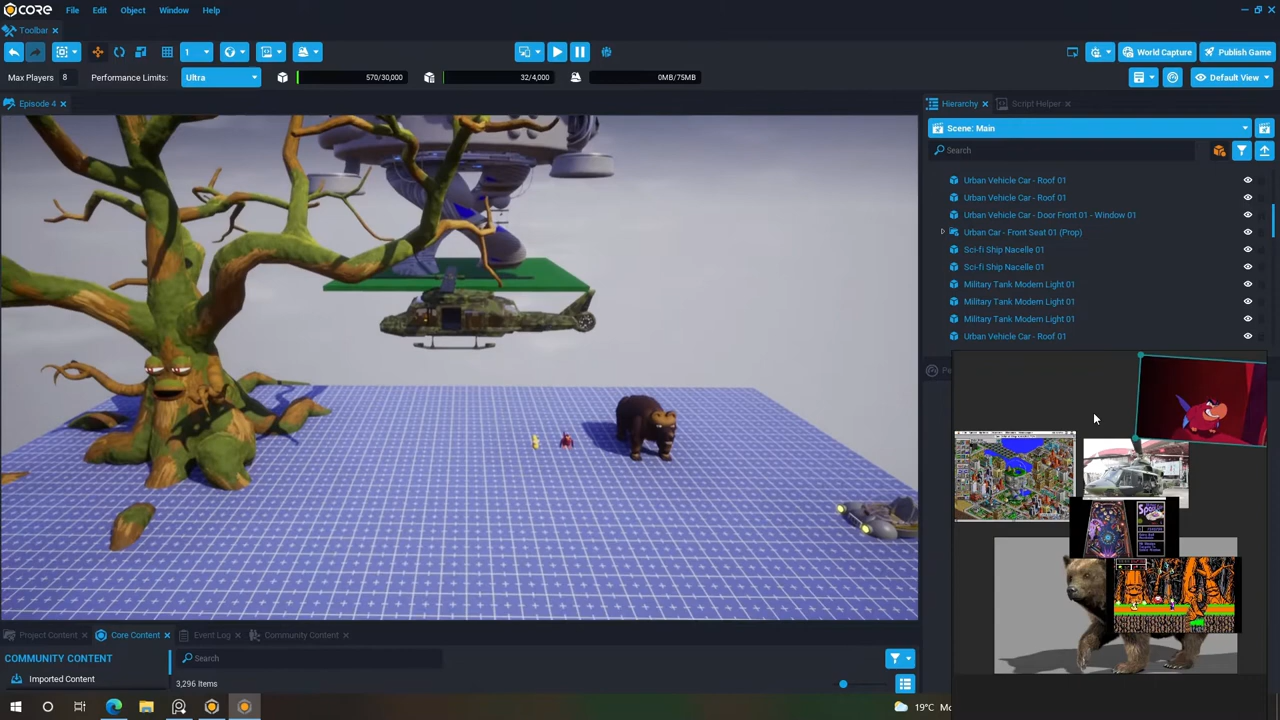 CORE File Edit Object Window Help
Toolbar
1 World Capture Publish Game
Max Players 8 Performance Limits: Ultra 570/30,000 32/4,000 0MB/75MB Default View
Episode 4 Hierarchy Script Helper
Scene: Main
Search
Urban Vehicle Car - Roof 01
Urban Vehicle Car - Roof 01
Urban Vehicle Car - Door Front 01 - Window 01
Urban Car - Front Seat 01 (Prop)
Sci-fi Ship Nacelle 01
Sci-fi Ship Nacelle 01
Military Tank Modern Light 01
Military Tank Modern Light 01
Military Tank Modern Light 01
Urban Vehicle Car - Roof 01
Project Content Core Content Event Log Community Content
COMMUNITY CONTENT Search
Imported Content 3,296 Items
19°C